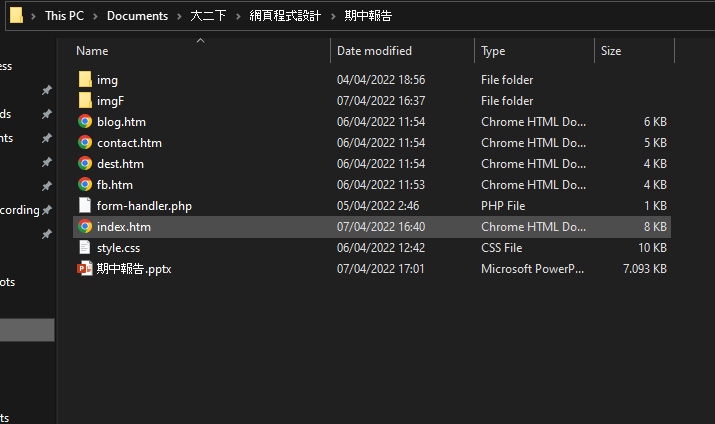 This PC > Documents > 大二下 > 網頁程式設計 > 期中報告
Name Date modified Type Size
ess
img 04/04/2022 18:56 File folder
imgF 07/04/2022 16:37 File folder
ds blog.htm 06/04/2022 11:54 Chrome HTML Do... 6 KB
nts contact.htm 06/04/2022 11:54 Chrome HTML Do... 5 KB
dest.htm 06/04/2022 11:54 Chrome HTML Do... 4 KB
fb.htm 06/04/2022 11:53 Chrome HTML Do... 4 KB
ecording form-handler.php 05/04/2022 2:46 PHP File 1 KB
index.htm 07/04/2022 16:40 Chrome HTML Do... 8 KB
style.css 06/04/2022 12:42 CSS File 10 KB
期中報告.pptx 07/04/2022 17:01 Microsoft PowerP... 7.093 KB
ots
ts